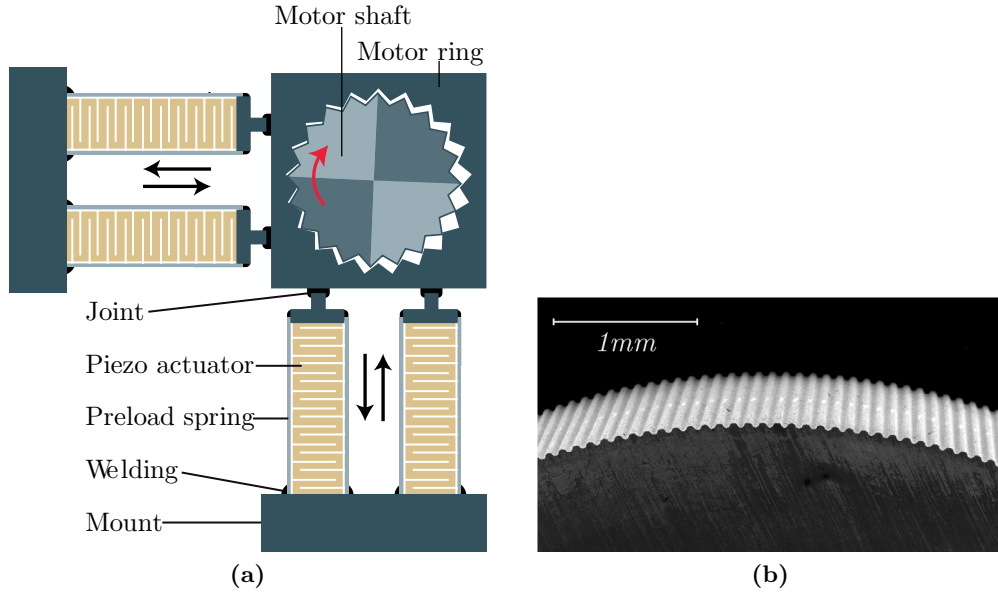 Motor shaft
Motor ring
Joint
Piezo actuator
Preload spring
Welding
Mount
1mm
(a)
(b)